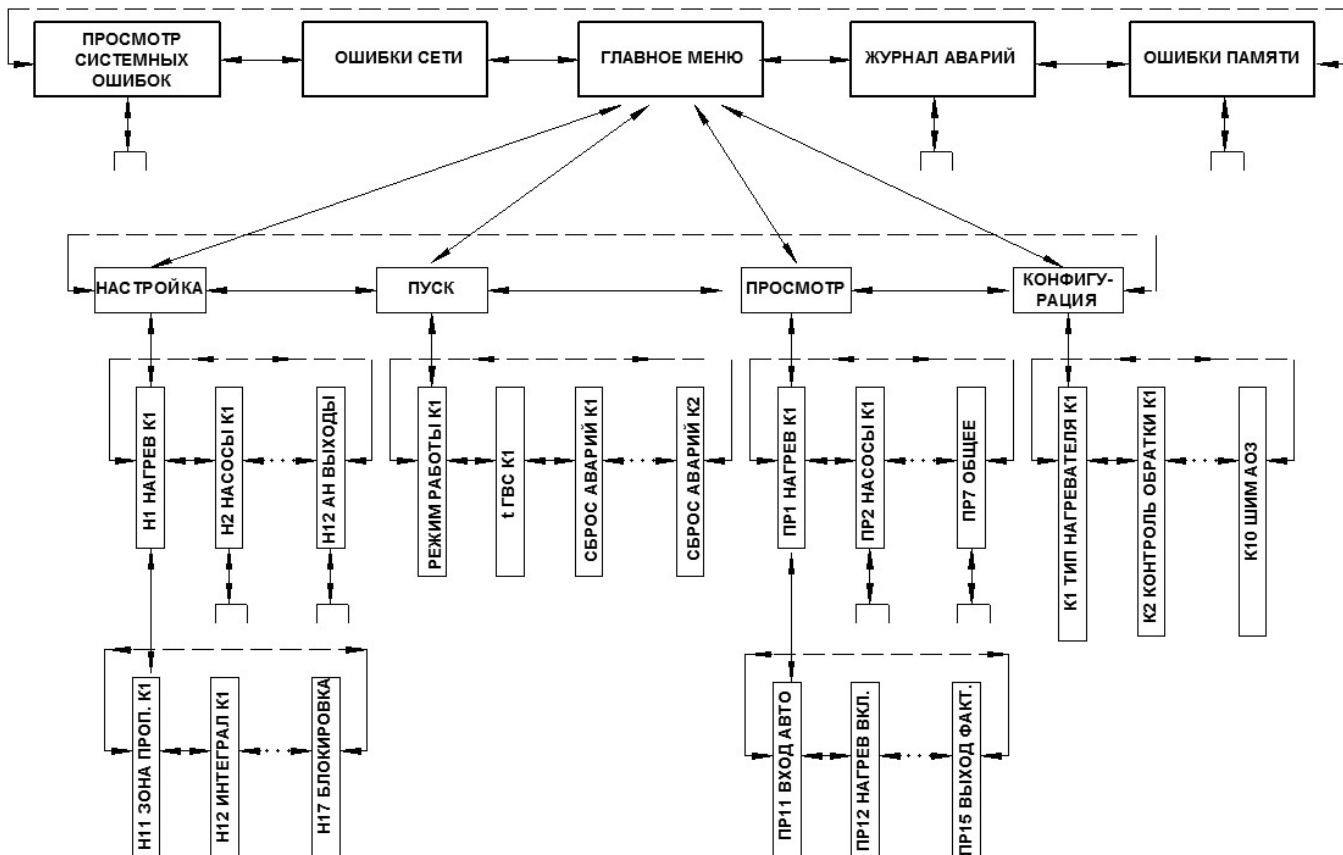 ПРОСМОТР
СИСТЕМНЫХ
ОШИБОК
ОШИБКИ СЕТИ
ГЛАВНОЕ МЕНЮ
ЖУРНАЛ АВАРИЙ
ОШИБКИ ПАМЯТИ
НАСТРОЙКА
ПУСК
ПРОСМОТР
КОНФИГУ-
РАЦИЯ
Н1 НАГРЕВ К1
Н2 НАСОСЫ К1
Н12 АН ВЫХОДЫ
РЕЖИМ РАБОТЫ К1
t ГВС К1
СБРОС АВАРИЙ К1
СБРОС АВАРИЙ К2
ПР1 НАГРЕВ К1
ПР2 НАСОСЫ К1
ПР7 ОБЩЕЕ
К1 ТИП НАГРЕВАТЕЛЯ К1
К2 КОНТРОЛЬ ОБРАТКИ К1
К10 ШИМ АО3
Н11 ЗОНА ПРОП. К1
Н12 ИНТЕГРАЛ К1
Н17 БЛОКИРОВКА
ПР11 ВХОД АВТО
ПР12 НАГРЕВ ВКЛ.
ПР15 ВЫХОД ФАКТ.